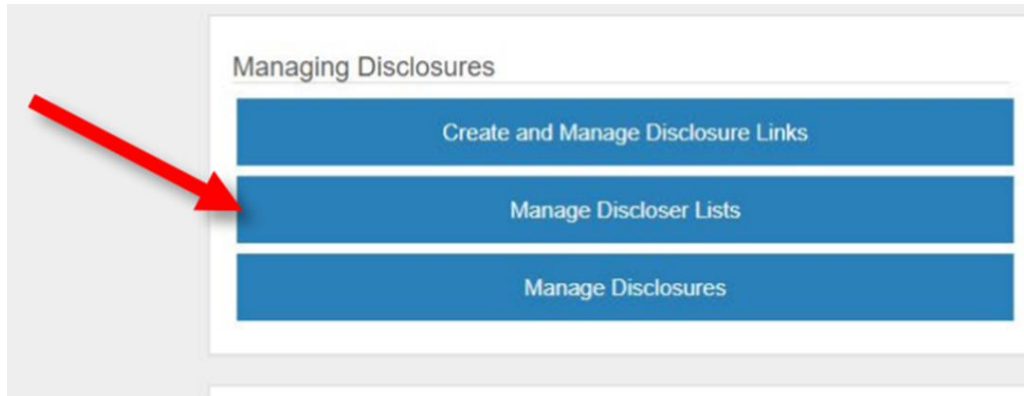 Managing Disclosures
Create and Manage Disclosure Links
Manage Discloser Lists
Manage Disclosures